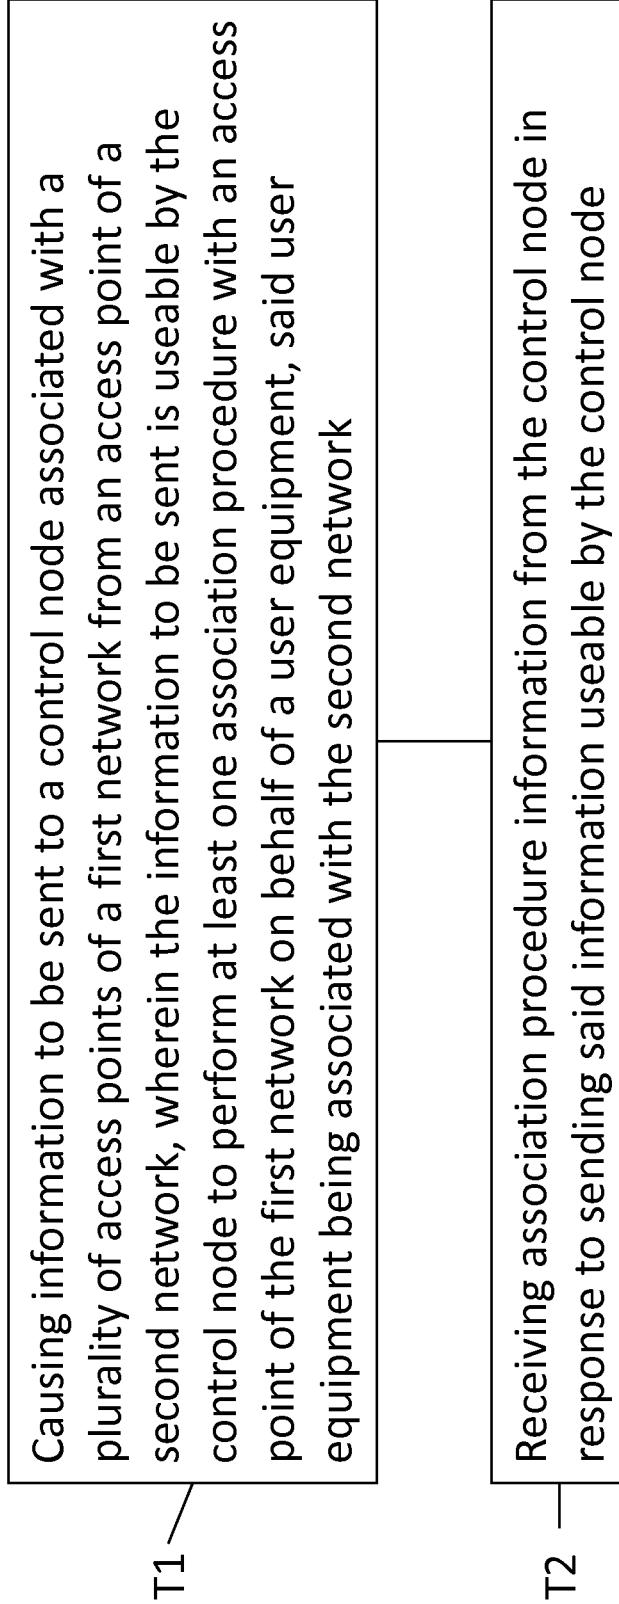 Causing information to be sent to a control node associated with a
plurality of access points of a first network from an access point of a
second network, wherein the information to be sent is useable by the
control node to perform at least one association procedure with an access
point of the first network on behalf of a user equipment, said user
equipment being associated with the second network
T1
Receiving association procedure information from the control node in
response to sending said information useable by the control node
T2